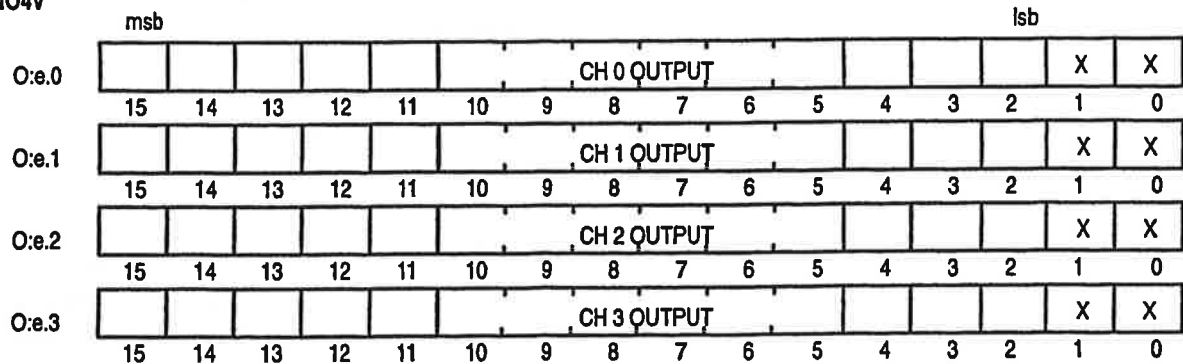 msb lsb
O:e.0 CH 0 OUTPUT X X
15 14 13 12 11 10 9 8 7 6 5 4 3 2 1 0
O:e.1 CH 1 OUTPUT X X
15 14 13 12 11 10 9 8 7 6 5 4 3 2 1 0
O:e.2 CH 2 OUTPUT X X
15 14 13 12 11 10 9 8 7 6 5 4 3 2 1 0
O:e.3 CH 3 OUTPUT X X
15 14 13 12 11 10 9 8 7 6 5 4 3 2 1 0